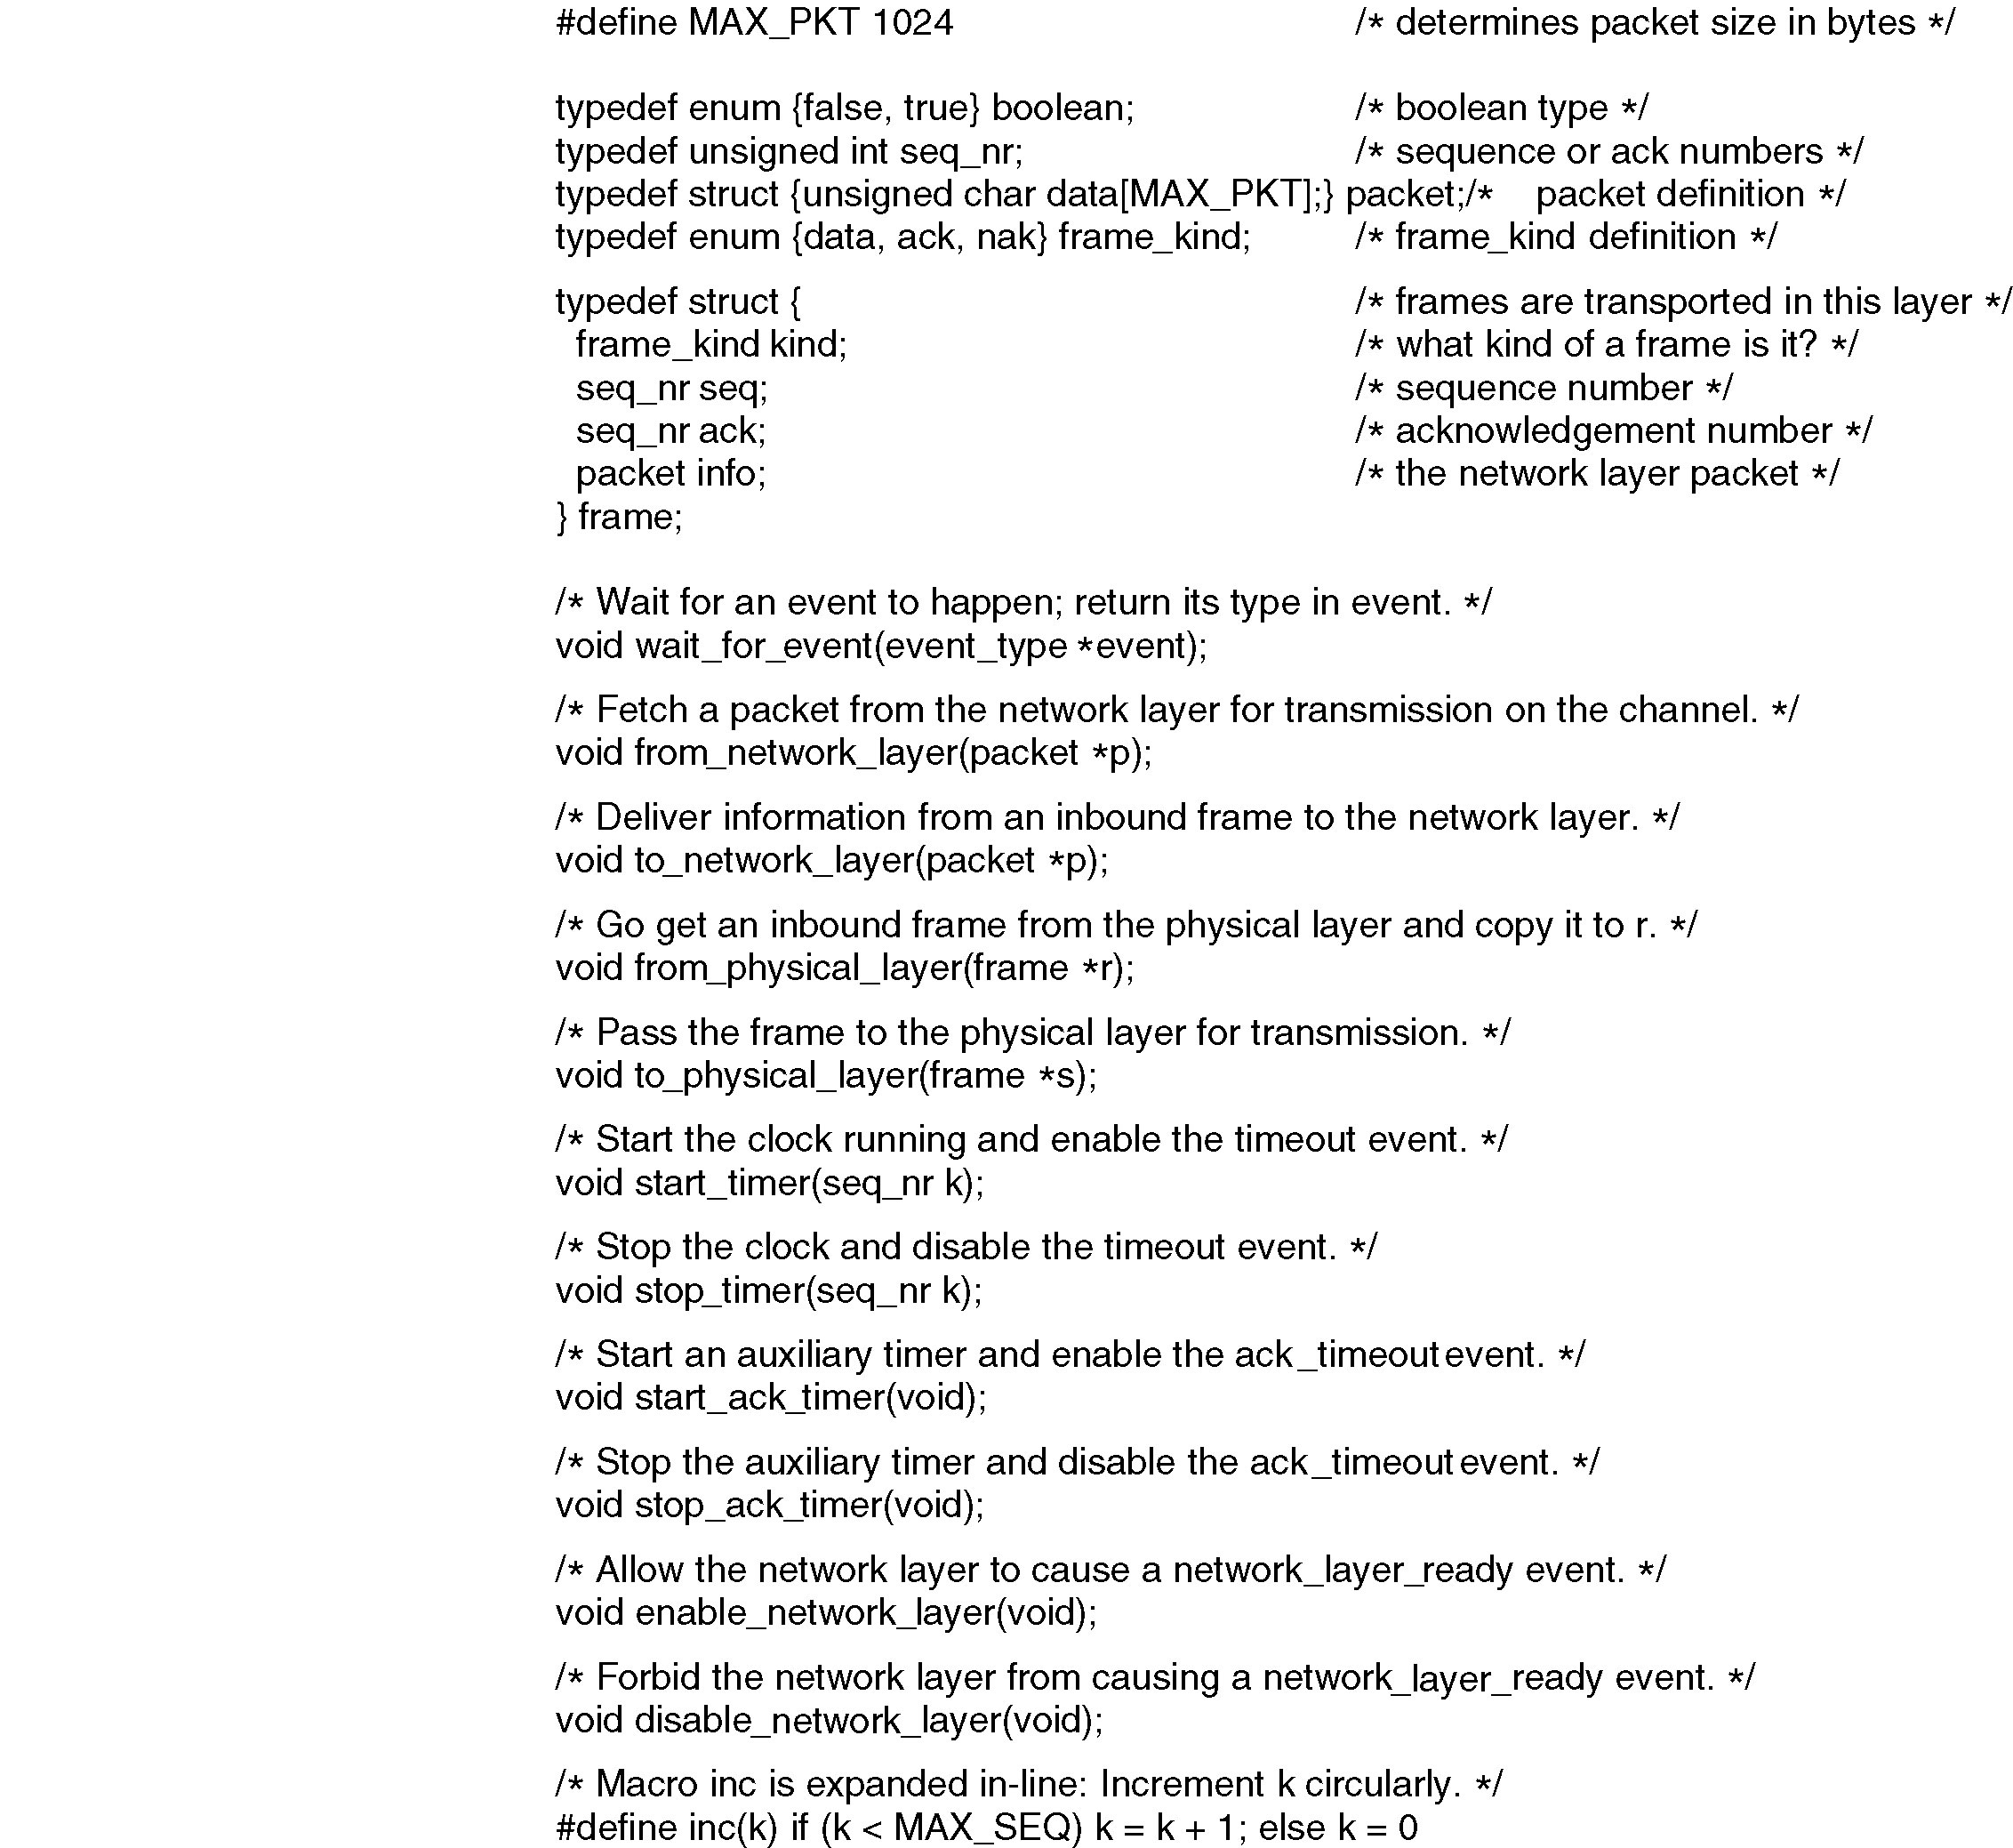 #define MAX_PKT 1024 /* determines packet size in bytes */
typedef enum {false, true} boolean; /* boolean type */
typedef unsigned int seq_nr; /* sequence or ack numbers */
typedef struct {unsigned char data[MAX_PKT];} packet;/* packet definition */
typedef enum {data, ack, nak} frame_kind; /* frame_kind definition */
typedef struct { /* frames are transported in this layer */
frame_kind kind; /* what kind of a frame is it? */
seq_nr seq; /* sequence number */
seq_nr ack; /* acknowledgement number */
packet info; /* the network layer packet */
} frame;
/* Wait for an event to happen; return its type in event. */
void wait_for_event(event_type *event);
/* Fetch a packet from the network layer for transmission on the channel. */
void from_network_layer(packet *p);
/* Deliver information from an inbound frame to the network layer. */
void to_network_layer(packet *p);
/* Go get an inbound frame from the physical layer and copy it to r. */
void from_physical_layer(frame *r);
/* Pass the frame to the physical layer for transmission. */
void to_physical_layer(frame *s);
/* Start the clock running and enable the timeout event. */
void start_timer(seq_nr k);
/* Stop the clock and disable the timeout event. */
void stop_timer(seq_nr k);
/* Start an auxiliary timer and enable the ack_timeout event. */
void start_ack_timer(void);
/* Stop the auxiliary timer and disable the ack_timeout event. */
void stop_ack_timer(void);
/* Allow the network layer to cause a network_layer_ready event. */
void enable_network_layer(void);
/* Forbid the network layer from causing a network_layer_ready event. */
void disable_network_layer(void);
/* Macro inc is expanded in-line: Increment k circularly. */
#define inc(k) if (k < MAX_SEQ) k = k + 1; else k = 0